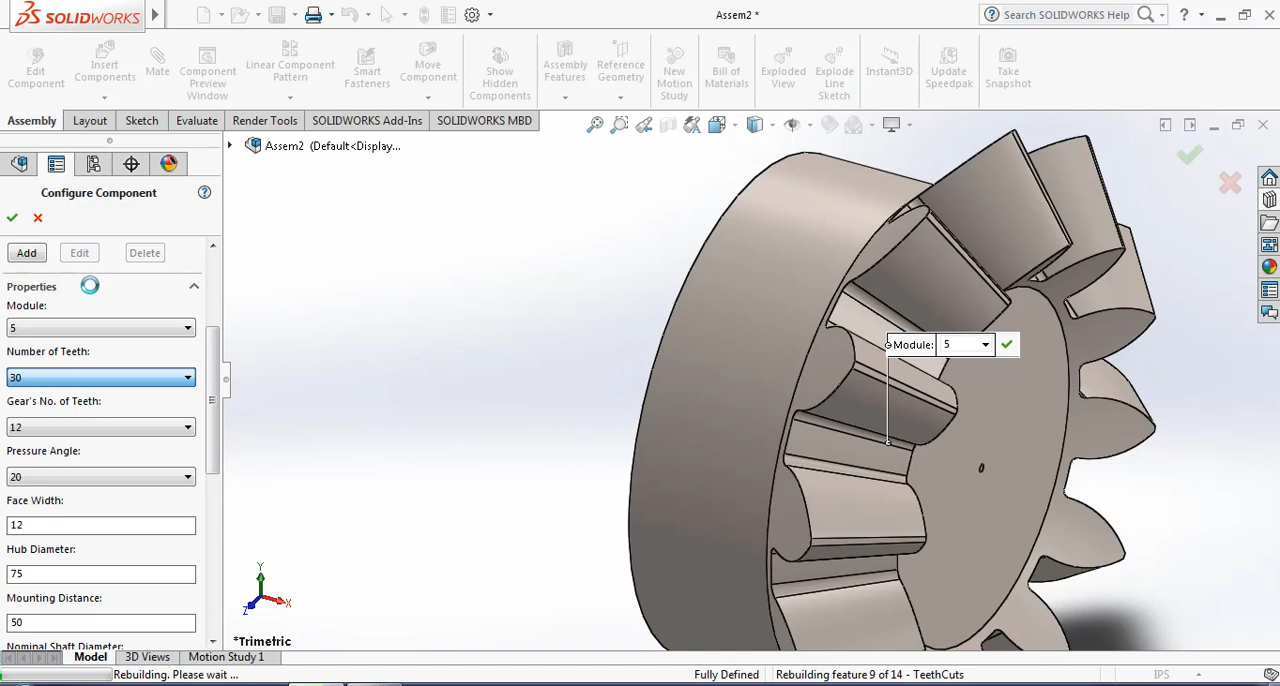 SOLIDWORKS
Assem2 *
Search SOLIDWORKS Help
?
Edit Component
Insert Components
Mate
Component Preview Window
Linear Component Pattern
Smart Fasteners
Move Component
Show Hidden Components
Assembly Features
Reference Geometry
New Motion Study
Bill of Materials
Exploded View
Explode Line Sketch
Instant3D
Update Speedpak
Take Snapshot
Assembly
Layout
Sketch
Evaluate
Render Tools
SOLIDWORKS Add-Ins
SOLIDWORKS MBD
Assem2 (Default<Display...
Configure Component
?
Add
Edit
Delete
Properties
Module:
5
Number of Teeth:
30
Gear's No. of Teeth:
12
Pressure Angle:
20
Face Width:
12
Hub Diameter:
75
Mounting Distance:
50
Nominal Shaft Diameter:
Module: 5
Y
X
Z
*Trimetric
Model
3D Views
Motion Study 1
Rebuilding. Please wait ...
Fully Defined
Rebuilding feature 9 of 14 - TeethCuts
IPS